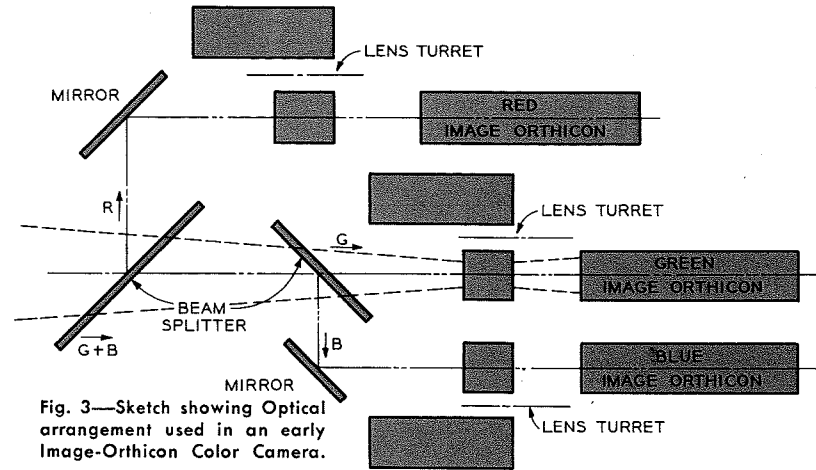 LENS TURRET
MIRROR
RED
IMAGE ORTHICON
R
LENS TURRET
G
GREEN
IMAGE ORTHICON
BEAM
SPLITTER
G+B
B
BLUE
IMAGE ORTHICON
MIRROR
LENS TURRET
Fig. 3—Sketch showing Optical
arrangement used in an early
Image-Orthicon Color Camera.